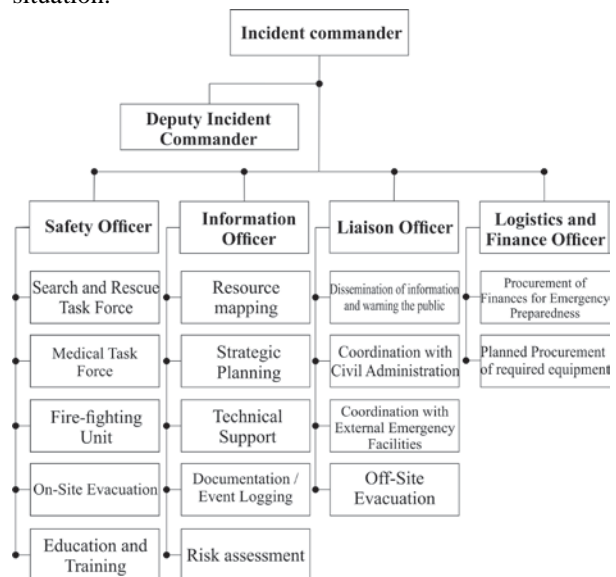 situation.
Incident commander
Deputy Incident
Commander
Safety Officer
Information
Officer
Liaison Officer
Logistics and
Finance Officer
Search and Rescue
Task Force
Resource
mapping
Dissemination of information
and warning the public
Procurement of
Finances for Emergency
Preparedness
Medical Task
Force
Strategic
Planning
Coordination with
Civil Administration
Planned Procurement
of required equipment
Fire-fighting
Unit
Technical
Support
Coordination with
External Emergency
Facilities
On-Site Evacuation
Documentation /
Event Logging
Off-Site
Evacuation
Education and
Training
Risk assessment